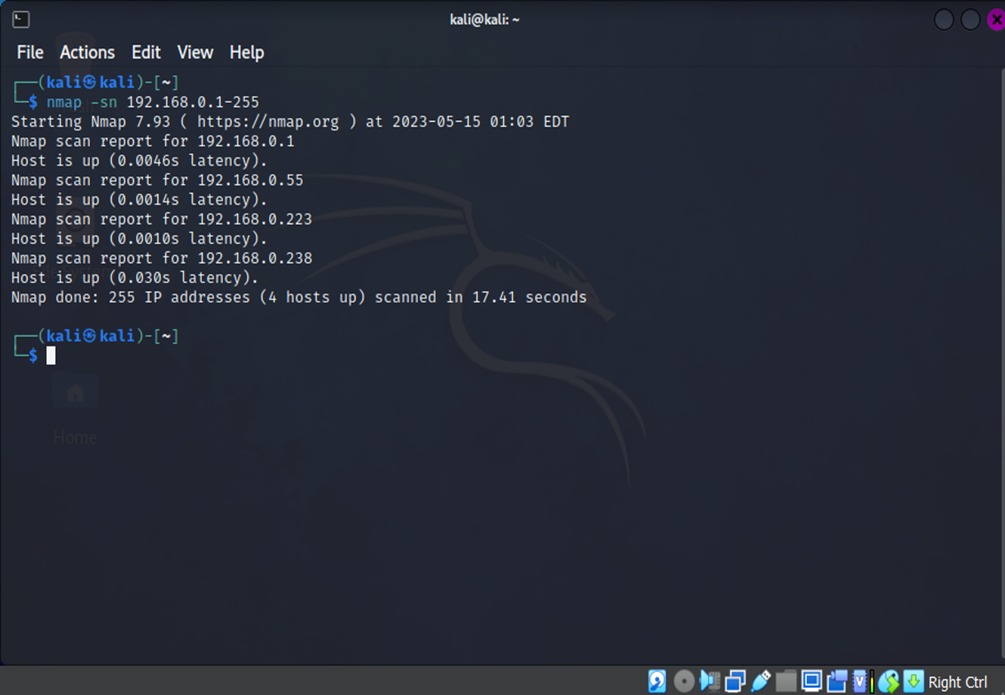 kali@kali: ~
File Actions Edit View Help
┌──(kali㉿kali)-[~]
└─$ nmap -sn 192.168.0.1-255
Starting Nmap 7.93 ( https://nmap.org ) at 2023-05-15 01:03 EDT
Nmap scan report for 192.168.0.1
Host is up (0.0046s latency).
Nmap scan report for 192.168.0.55
Host is up (0.0014s latency).
Nmap scan report for 192.168.0.223
Host is up (0.0010s latency).
Nmap scan report for 192.168.0.238
Host is up (0.030s latency).
Nmap done: 255 IP addresses (4 hosts up) scanned in 17.41 seconds
┌──(kali㉿kali)-[~]
└─$
Home
Right Ctrl